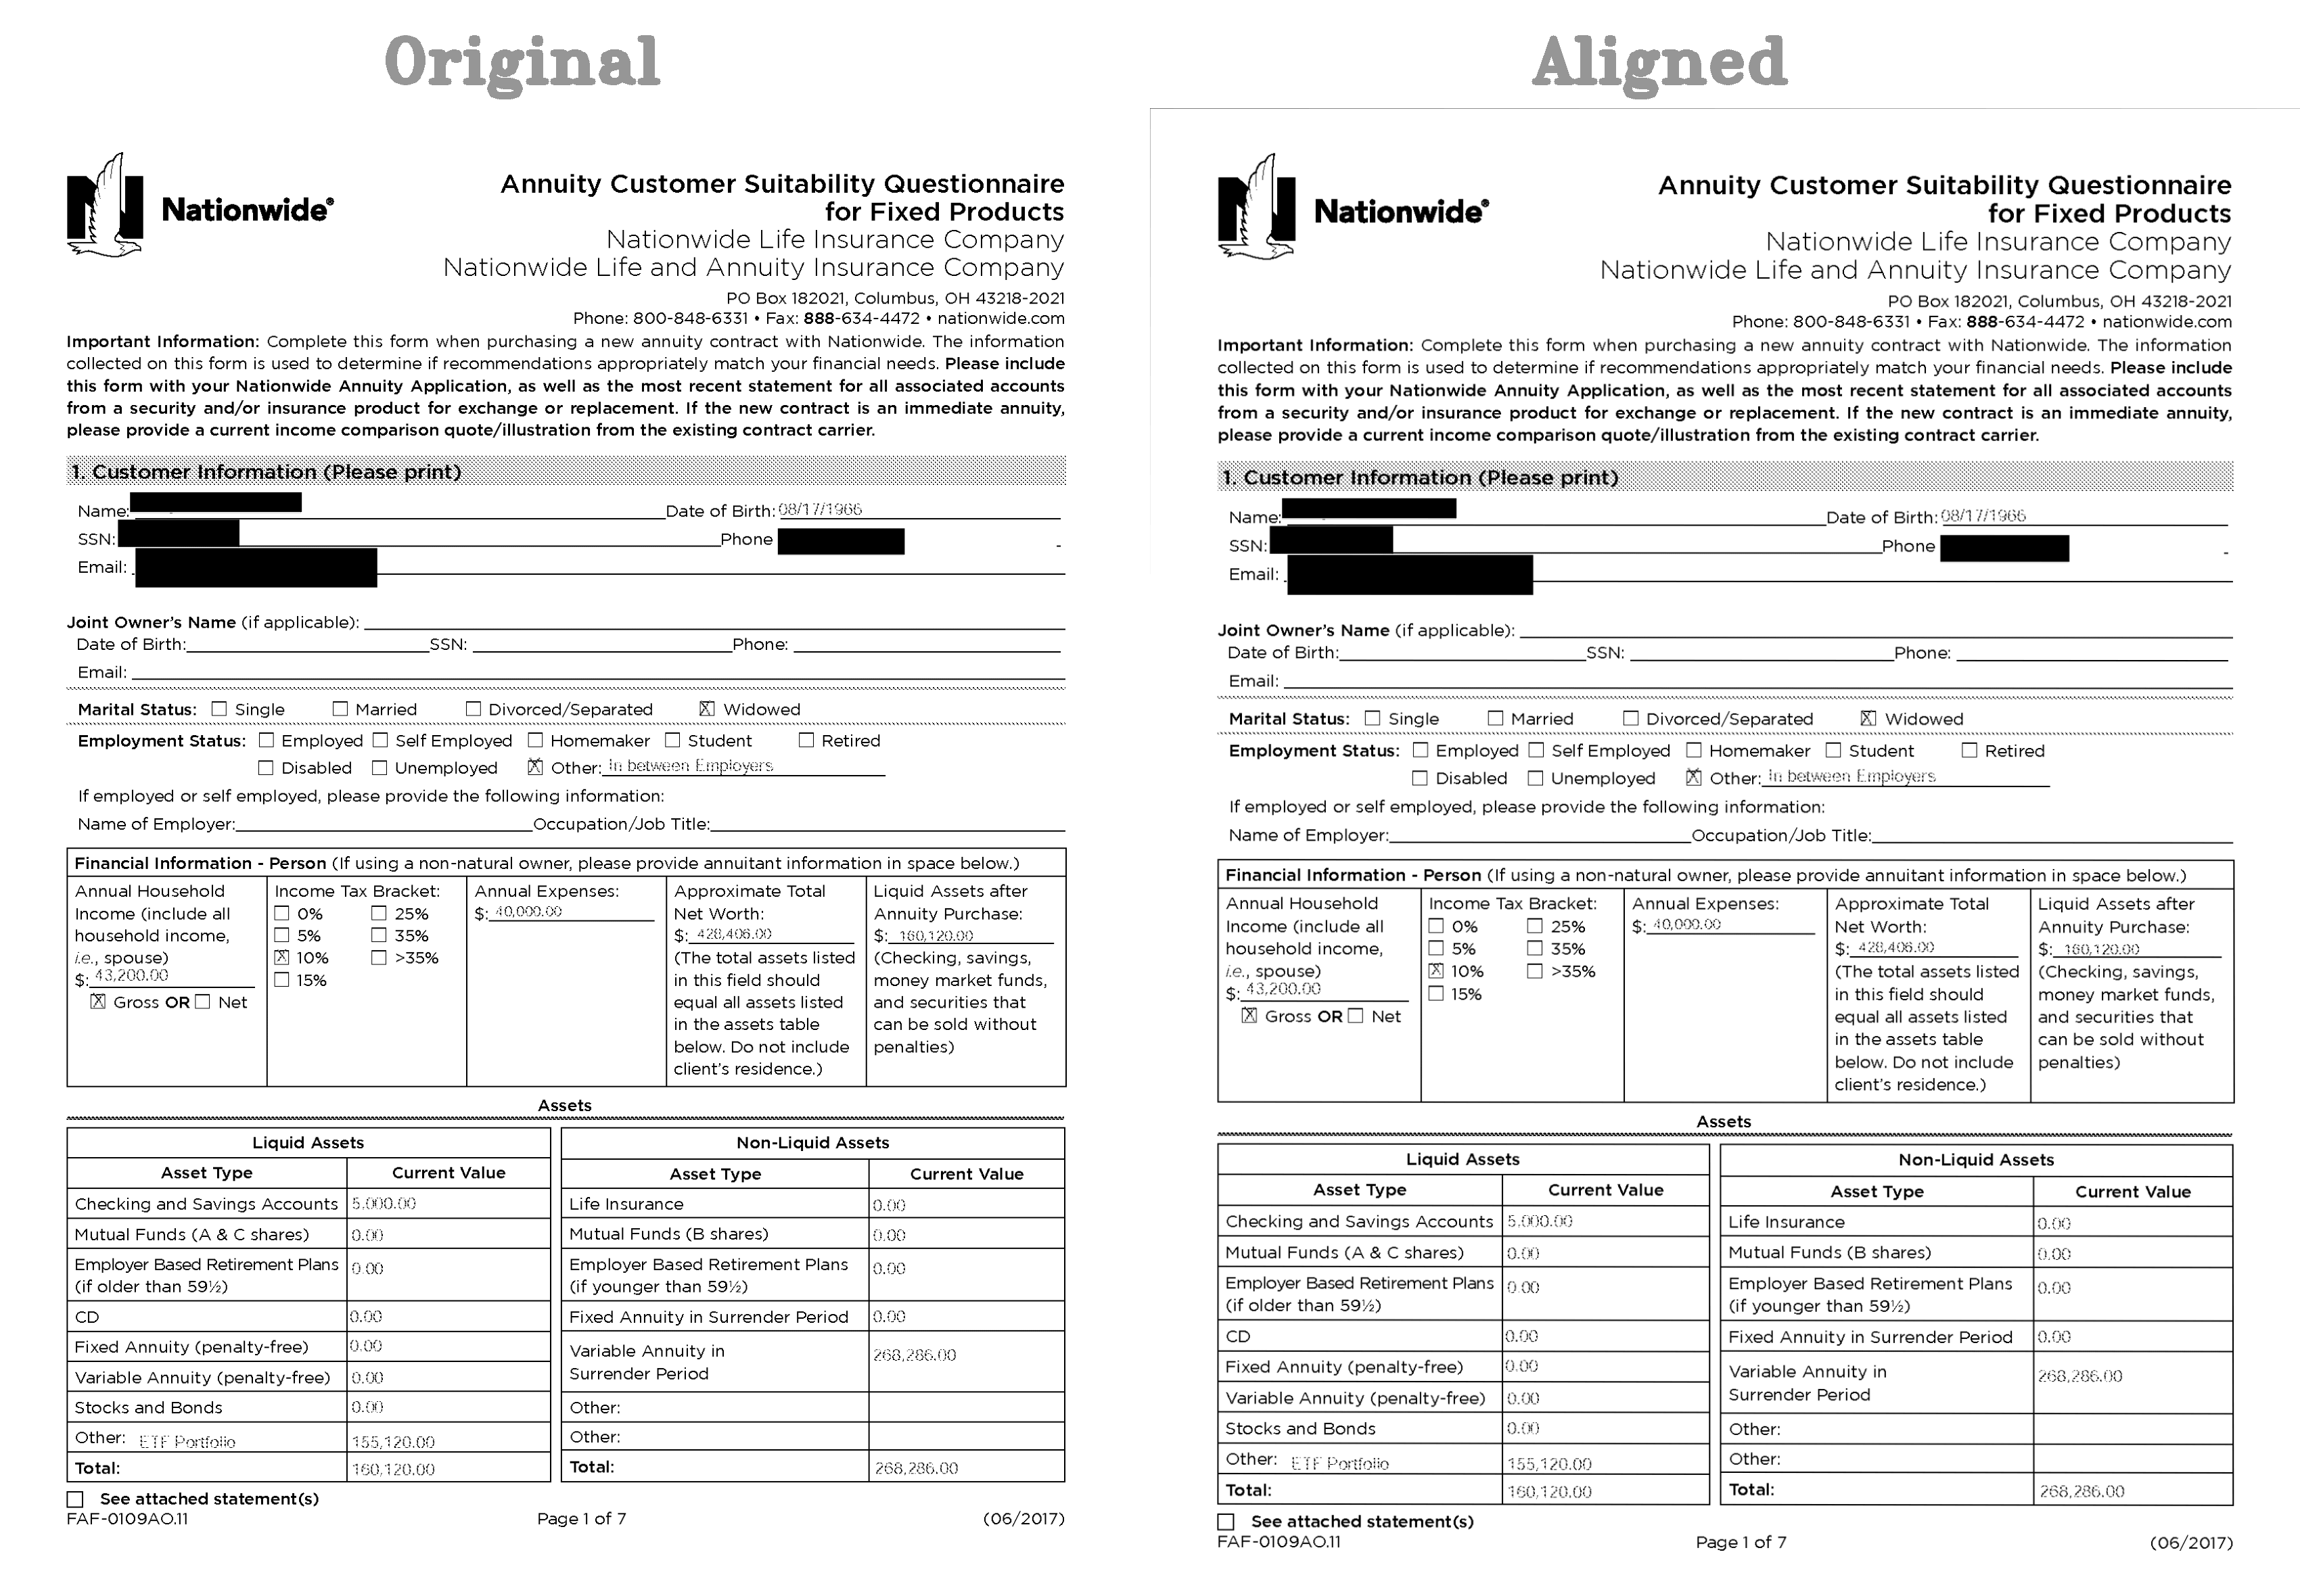 Original
Nationwide®
Annuity Customer Suitability Questionnaire
for Fixed Products
Nationwide Life Insurance Company
Nationwide Life and Annuity Insurance Company
PO Box 182021, Columbus, OH 43218-2021
Phone: 800-848-6331 • Fax: 888-634-4472 • nationwide.com
Important Information: Complete this form when purchasing a new annuity contract with Nationwide. The information
collected on this form is used to determine if recommendations appropriately match your financial needs. Please include
this form with your Nationwide Annuity Application, as well as the most recent statement for all associated accounts
from a security and/or insurance product for exchange or replacement. If the new contract is an immediate annuity,
please provide a current income comparison quote/illustration from the existing contract carrier.
1. Customer Information (Please print)
Name: Date of Birth: 08/17/1966
SSN: Phone -
Email:
Joint Owner's Name (if applicable):
Date of Birth: SSN: Phone:
Email:
Marital Status: Single Married Divorced/Separated X Widowed
Employment Status: Employed Self Employed Homemaker Student Retired
Disabled Unemployed X Other: In between Employers
If employed or self employed, please provide the following information:
Name of Employer: Occupation/Job Title:
Financial Information - Person (If using a non-natural owner, please provide annuitant information in space below.)
Annual Household
Income (include all
household income,
i.e., spouse)
$: 43,200.00
X Gross OR Net
Income Tax Bracket:
0% 25%
5% 35%
X 10% >35%
15%
Annual Expenses:
$: 40,000.00
Approximate Total
Net Worth:
$: 428,406.00
(The total assets listed
in this field should
equal all assets listed
in the assets table
below. Do not include
client's residence.)
Liquid Assets after
Annuity Purchase:
$: 160,120.00
(Checking, savings,
money market funds,
and securities that
can be sold without
penalties)
Assets
Liquid Assets
Asset Type Current Value
Checking and Savings Accounts 5,000.00
Mutual Funds (A & C shares) 0.00
Employer Based Retirement Plans 0.00
(if older than 59½)
CD 0.00
Fixed Annuity (penalty-free) 0.00
Variable Annuity (penalty-free) 0.00
Stocks and Bonds 0.00
Other: ETF Portfolio 155,120.00
Total: 160,120.00
Non-Liquid Assets
Asset Type Current Value
Life Insurance 0.00
Mutual Funds (B shares) 0.00
Employer Based Retirement Plans 0.00
(if younger than 59½)
Fixed Annuity in Surrender Period 0.00
Variable Annuity in 268,286.00
Surrender Period
Other:
Other:
Total: 268,286.00
See attached statement(s)
FAF-0109AO.11 Page 1 of 7 (06/2017)
Aligned
Nationwide®
Annuity Customer Suitability Questionnaire
for Fixed Products
Nationwide Life Insurance Company
Nationwide Life and Annuity Insurance Company
PO Box 182021, Columbus, OH 43218-2021
Phone: 800-848-6331 • Fax: 888-634-4472 • nationwide.com
Important Information: Complete this form when purchasing a new annuity contract with Nationwide. The information
collected on this form is used to determine if recommendations appropriately match your financial needs. Please include
this form with your Nationwide Annuity Application, as well as the most recent statement for all associated accounts
from a security and/or insurance product for exchange or replacement. If the new contract is an immediate annuity,
please provide a current income comparison quote/illustration from the existing contract carrier.
1. Customer Information (Please print)
Name: Date of Birth: 08/17/1966
SSN: Phone -
Email:
Joint Owner's Name (if applicable):
Date of Birth: SSN: Phone:
Email:
Marital Status: Single Married Divorced/Separated X Widowed
Employment Status: Employed Self Employed Homemaker Student Retired
Disabled Unemployed X Other: In between Employers
If employed or self employed, please provide the following information:
Name of Employer: Occupation/Job Title:
Financial Information - Person (If using a non-natural owner, please provide annuitant information in space below.)
Annual Household
Income (include all
household income,
i.e., spouse)
$: 43,200.00
X Gross OR Net
Income Tax Bracket:
0% 25%
5% 35%
X 10% >35%
15%
Annual Expenses:
$: 40,000.00
Approximate Total
Net Worth:
$: 428,406.00
(The total assets listed
in this field should
equal all assets listed
in the assets table
below. Do not include
client's residence.)
Liquid Assets after
Annuity Purchase:
$: 160,120.00
(Checking, savings,
money market funds,
and securities that
can be sold without
penalties)
Assets
Liquid Assets
Asset Type Current Value
Checking and Savings Accounts 5,000.00
Mutual Funds (A & C shares) 0.00
Employer Based Retirement Plans 0.00
(if older than 59½)
CD 0.00
Fixed Annuity (penalty-free) 0.00
Variable Annuity (penalty-free) 0.00
Stocks and Bonds 0.00
Other: ETF Portfolio 155,120.00
Total: 160,120.00
Non-Liquid Assets
Asset Type Current Value
Life Insurance 0.00
Mutual Funds (B shares) 0.00
Employer Based Retirement Plans 0.00
(if younger than 59½)
Fixed Annuity in Surrender Period 0.00
Variable Annuity in 268,286.00
Surrender Period
Other:
Other:
Total: 268,286.00
See attached statement(s)
FAF-0109AO.11 Page 1 of 7 (06/2017)